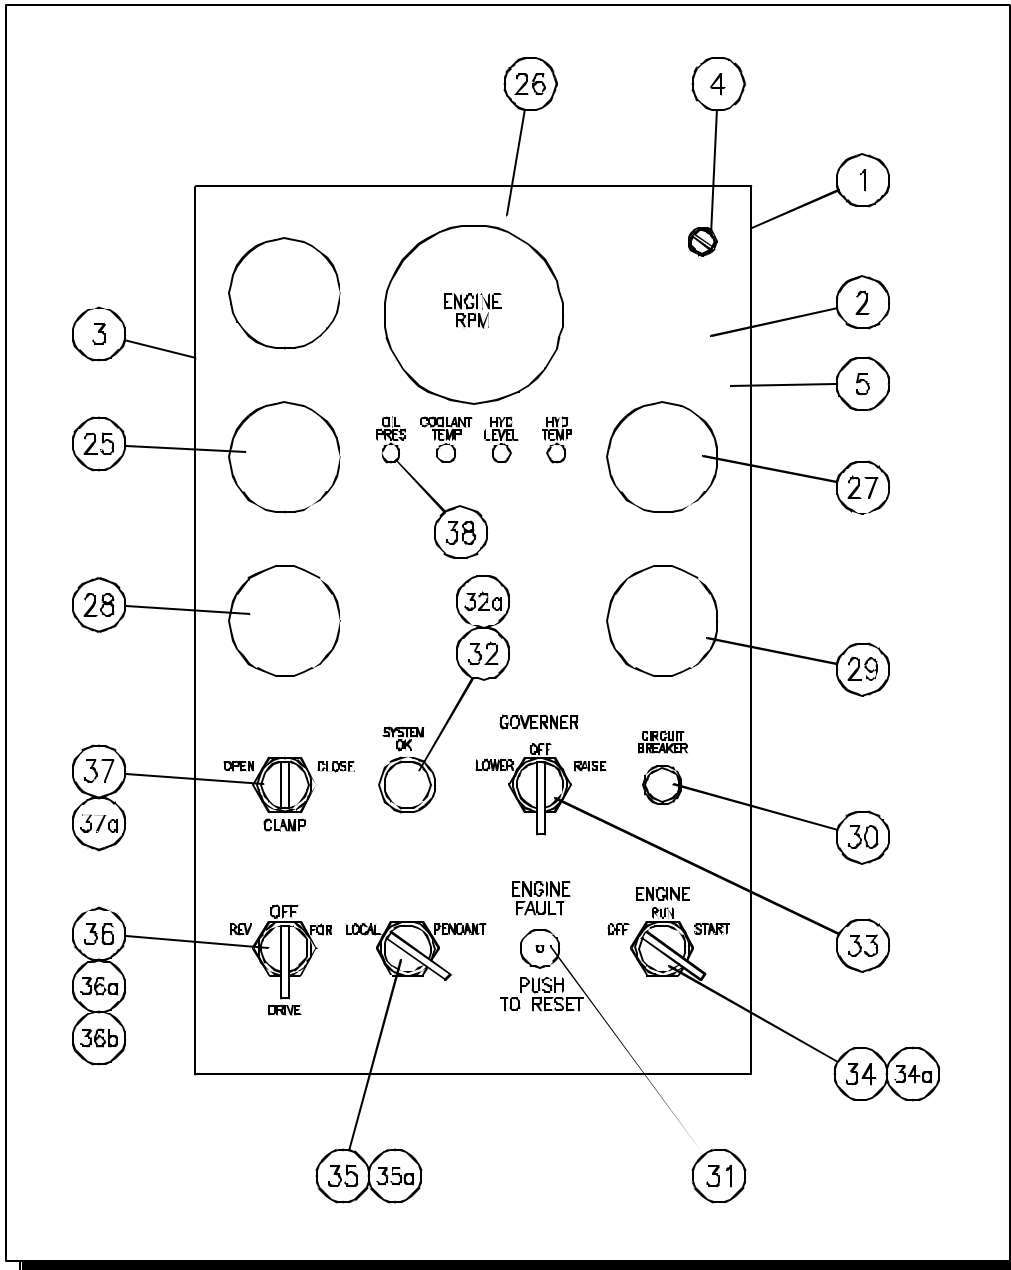 26
4
1
2
3
ENGINE
RPM
5
25
OIL
PRES
COOLANT
TEMP
HYD
LEVEL
HYD
TEMP
27
38
28
32a
32
29
GOVERNER
SYSTEM
OK
OFF
CIRCUIT
BREAKER
37
OPEN
CLOSE
LOWER
RAISE
37a
CLAMP
30
ENGINE
FAULT
ENGINE
RUN
36
OFF
REV
FOR
LOCAL
PENDANT
OFF
START
33
36a
PUSH
TO RESET
DRIVE
36b
34
34a
35
35a
31